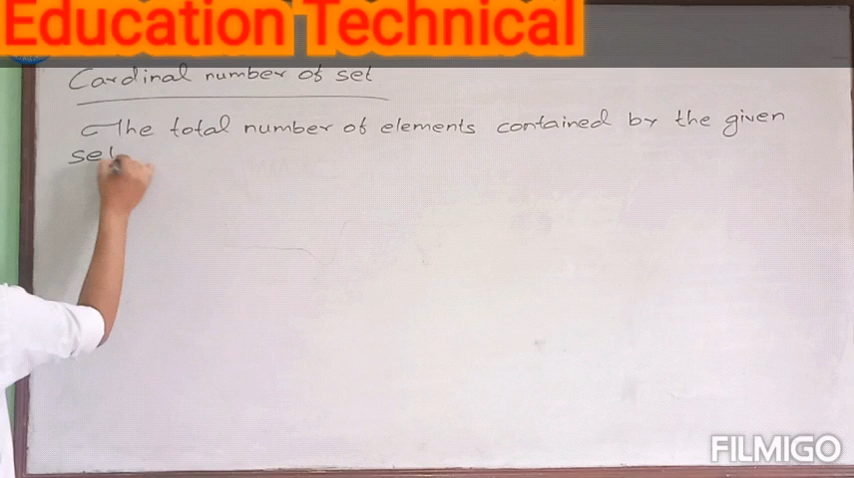 Education Technical
Cardinal number of set
The total number of elements contained by the given
set
FILMIGO